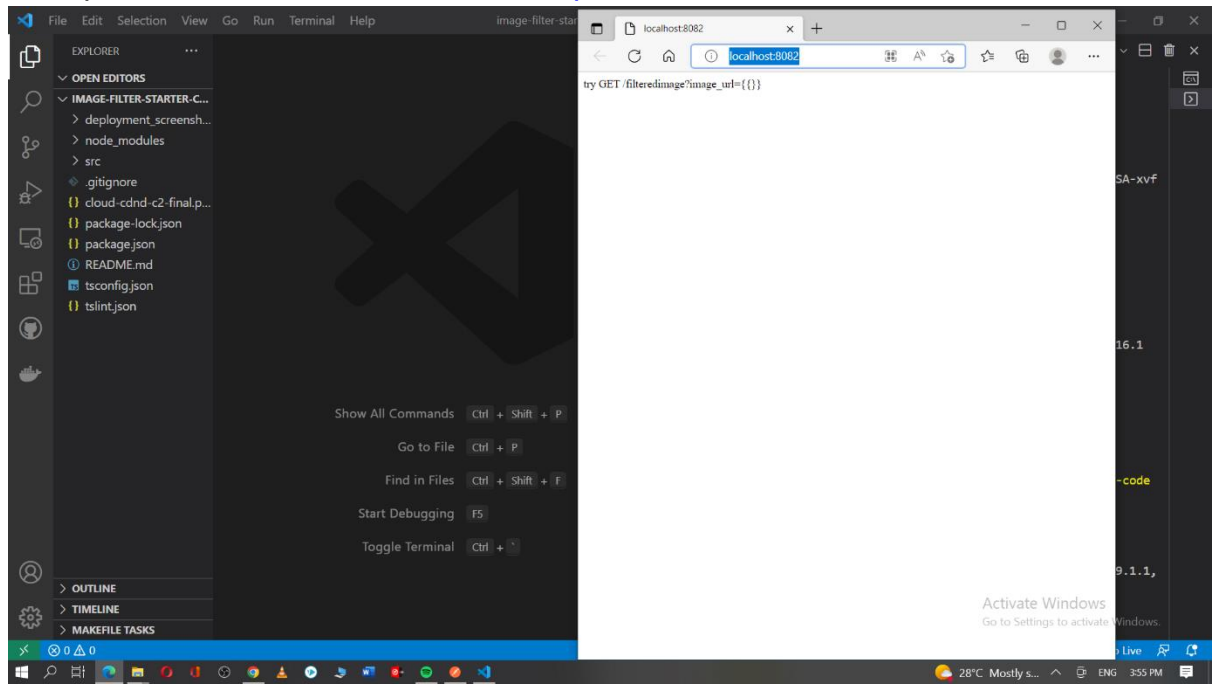 File Edit Selection View Go Run Terminal Help
image-filter-star
EXPLORER
OPEN EDITORS
IMAGE-FILTER-STARTER-C...
deployment_screensh...
node_modules
src
.gitignore
cloud-cdnd-c2-final.p...
package-lock.json
package.json
README.md
tsconfig.json
tslint.json
OUTLINE
TIMELINE
MAKEFILE TASKS
Show All Commands Ctrl + Shift + P
Go to File Ctrl + P
Find in Files Ctrl + Shift + F
Start Debugging F5
Toggle Terminal Ctrl + `
localhost:8082
localhost:8082
try GET /filteredimage?image_url={{}}
SA-xvf
16.1
-code
9.1.1,
Activate Windows
Go to Settings to activate Windows.
0 0
Live
28°C Mostly s... ENG 3:55 PM